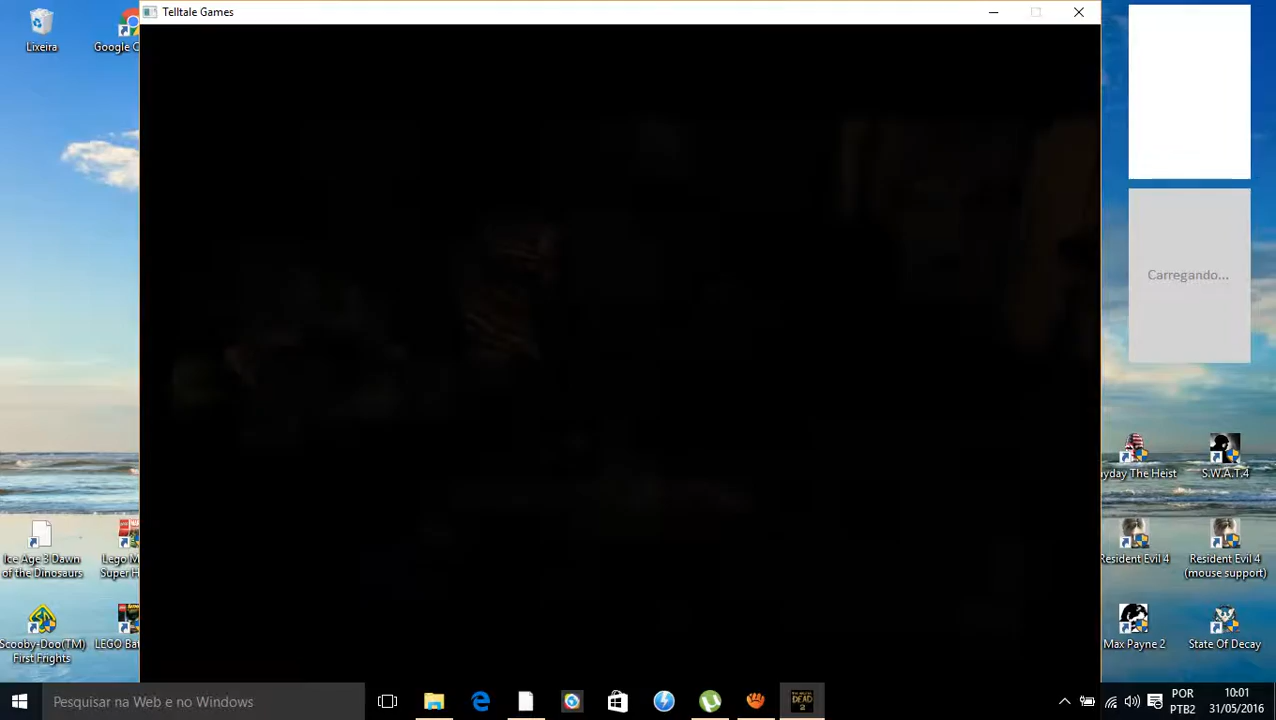 Telltale Games
Lixeira
Google C
Carregando...
yday The Heist
S.W.A.T.4
Ice Age 3 Dawn
of the Dinosaurs
Lego M
Super H
Resident Evil 4
Resident Evil 4
(mouse support)
Scooby-Doo(TM)
First Frights
LEGO Bat
Max Payne 2
State Of Decay
Pesquisar na Web e no Windows
DEAD
2
POR
PTB2
10:01
31/05/2016